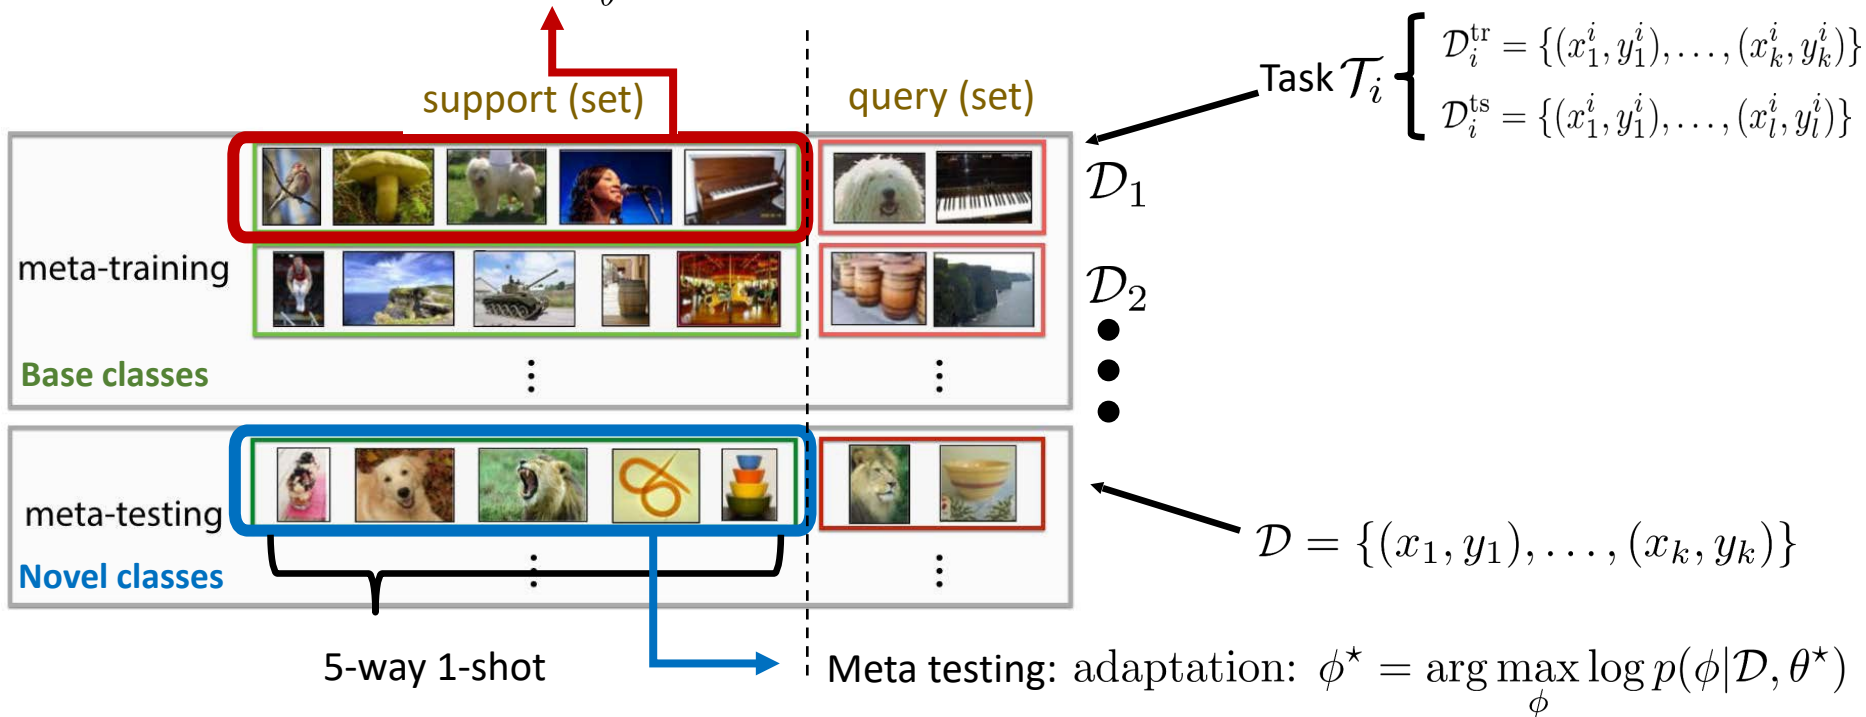 θ
support (set)
query (set)
Task 𝒯ᵢ { 𝒟ᵢᵗʳ = {(x₁ⁱ, y₁ⁱ), . . . , (xₖⁱ, yₖⁱ)}
𝒟ᵢᵗˢ = {(x₁ⁱ, y₁ⁱ), . . . , (xₗⁱ, yₗⁱ)}
𝒟₁
meta-training
𝒟₂
Base classes
meta-testing
𝒟 = {(x₁, y₁), . . . , (xₖ, yₖ)}
Novel classes
5-way 1-shot
Meta testing: adaptation: ϕ⋆ = arg max log p(ϕ|𝒟, θ⋆)
ϕ